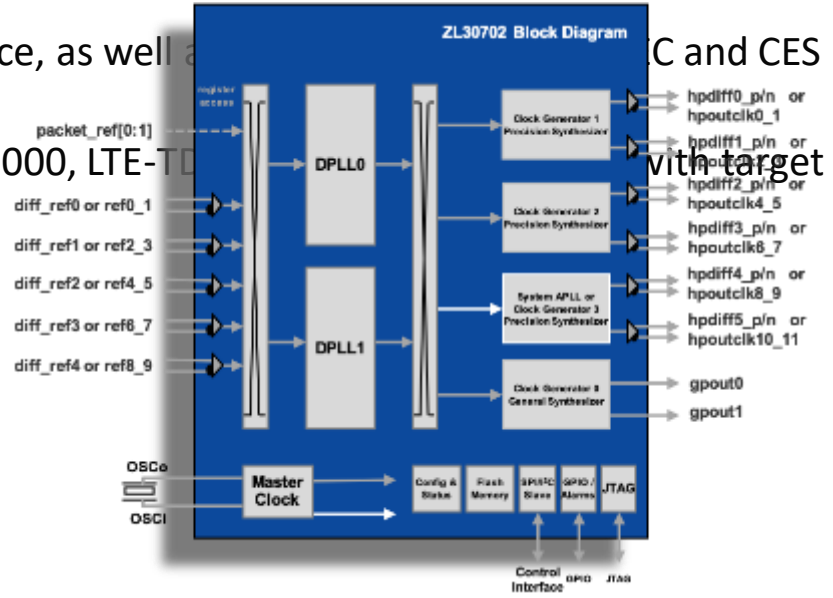 ZL30702 Block Diagram
ce, as well a
EC and CES
register
access
packet_ref[0:1]
000, LTE-TD
with target
diff_ref0 or ref0_1
diff_ref1 or ref2_3
diff_ref2 or ref4_5
diff_ref3 or ref6_7
diff_ref4 or ref8_9
DPLL0
DPLL1
Clock Generator 1
Precision Synthesizer
Clock Generator 2
Precision Synthesizer
System APLL or
Clock Generator 3
Precision Synthesizer
Clock Generator 0
General Synthesizer
hpdiff0_p/n or
hpoutclk0_1
hpdiff1_p/n or
hpdiff2_p/n or
hpoutclk4_5
hpdiff3_p/n or
hpoutclk6_7
hpdiff4_p/n or
hpoutclk8_9
hpdiff5_p/n or
hpoutclk10_11
gpout0
gpout1
OSCo
OSCi
Master
Clock
Config &
Status
Flash
Memory
SPI/I²C
Slave
GPIO /
Alarms
JTAG
Control
Interface
GPIO
JTAG